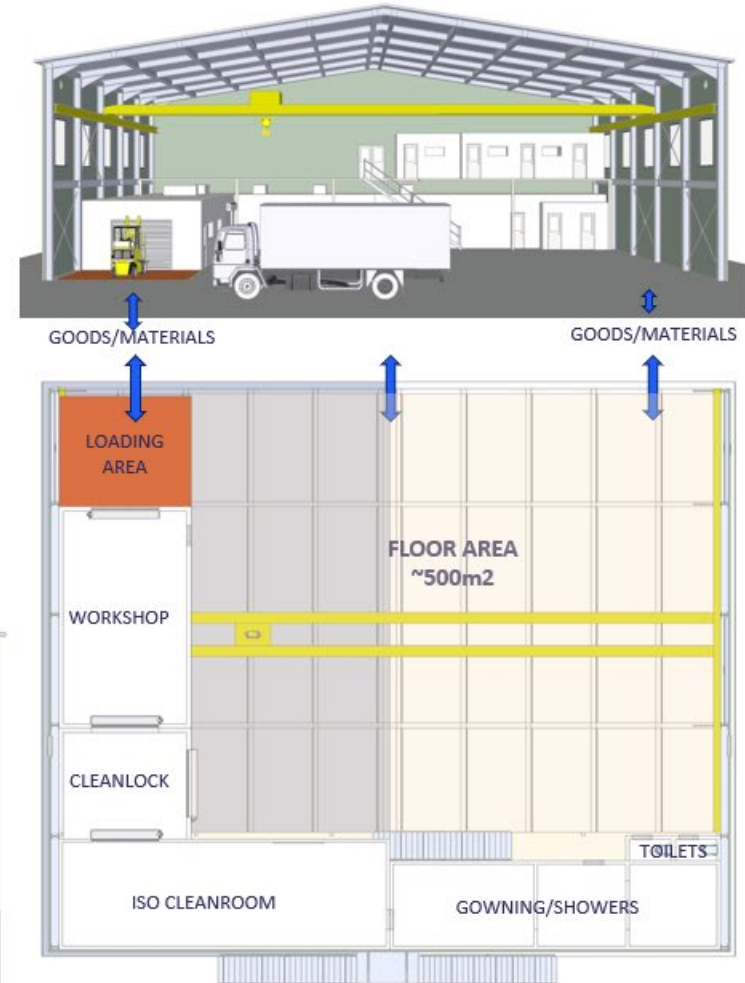 GOODS/MATERIALS
GOODS/MATERIALS
LOADING
AREA
FLOOR AREA
~500m2
WORKSHOP
CLEANLOCK
TOILETS
ISO CLEANROOM
GOWNING/SHOWERS